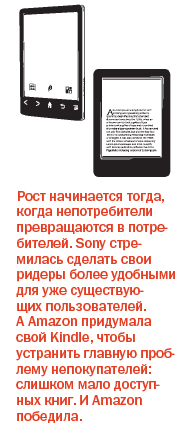 Рост начинается тогда,
когда непотребители
превращаются в потре-
бителей. Sony стре-
милась сделать свои
ридеры более удобными
для уже существую-
щих пользователей.
А Amazon придумала
свой Kindle, чтобы
устранить главную проб-
лему непокупателей:
слишком мало доступ-
ных книг. И Amazon
победила.